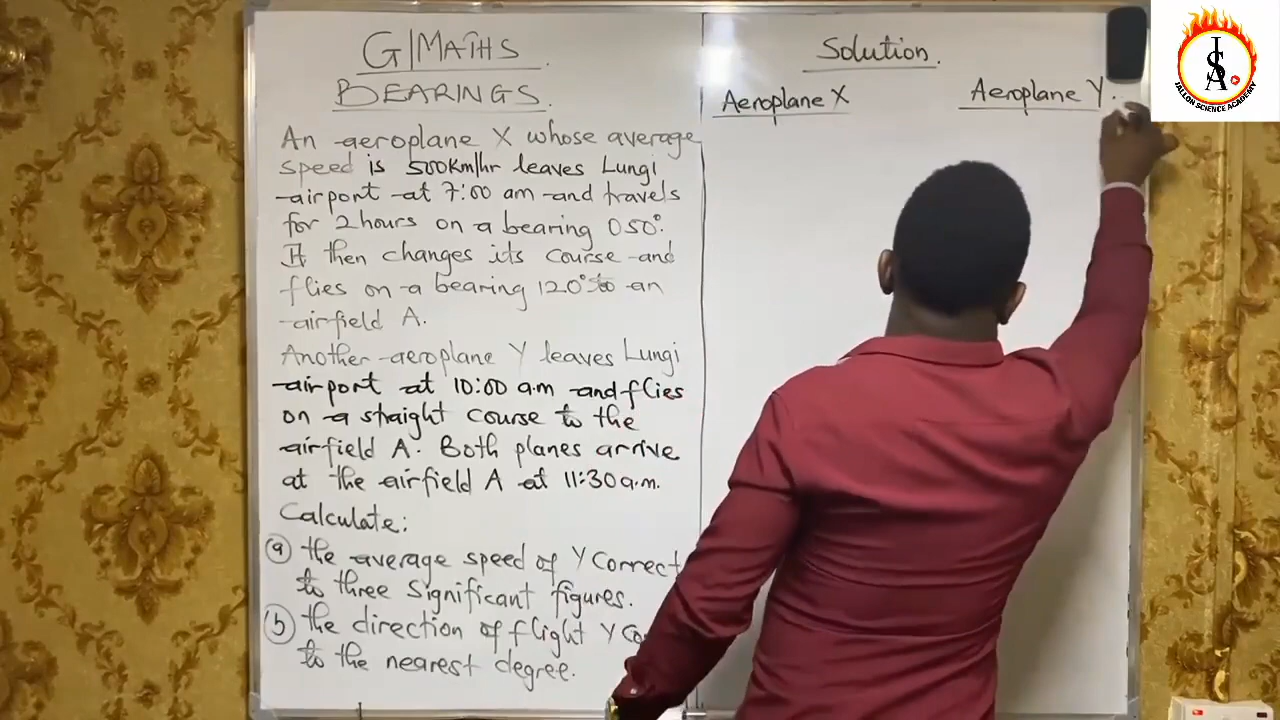 G/MATHS
BEARINGS.
An aeroplane X whose average
speed is 500Km/hr leaves Lungi
airport at 7:00 am and travels
for 2 hours on a bearing 050°.
It then changes its course and
flies on a bearing 120° to an
airfield A.
Another aeroplane Y leaves Lungi
airport at 10:00 a.m and flies
on a straight course to the
airfield A. Both planes arrive
at the airfield A at 11:30 a.m.
Calculate:
(a) the average speed of Y Correct
to three significant figures.
(b) the direction of flight Y
to the nearest degree.
Solution.
Aeroplane X
Aeroplane Y
ISA
TALLON SCIENCE ACADEMY